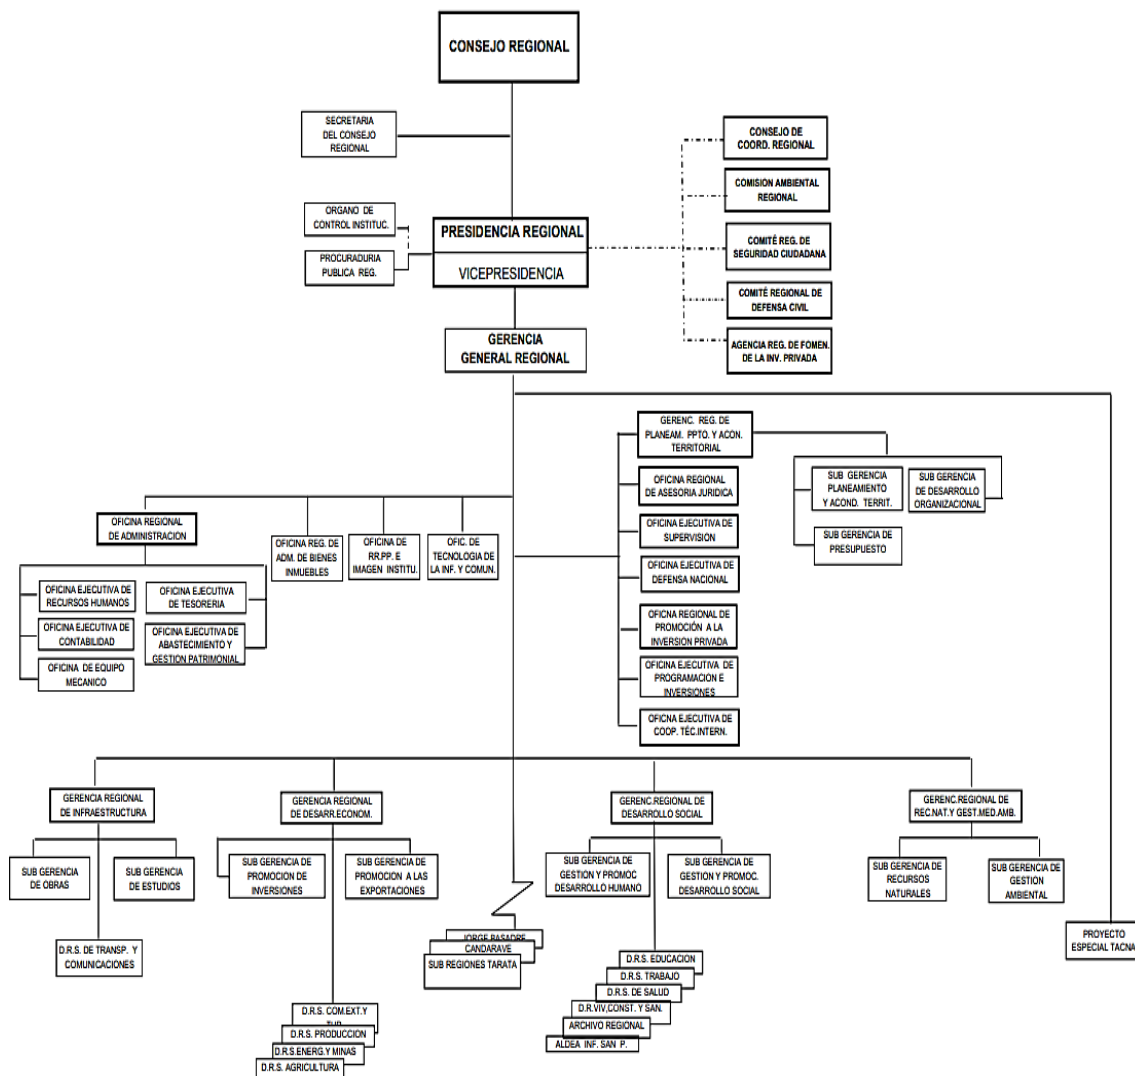 CONSEJO REGIONAL
SECRETARIA
DEL CONSEJO
REGIONAL
CONSEJO DE
COORD. REGIONAL
COMISION AMBIENTAL
REGIONAL
ORGANO DE
CONTROL INSTITUC.
PROCURADURIA
PUBLICA REG.
PRESIDENCIA REGIONAL
VICEPRESIDENCIA
COMITÉ REG. DE
SEGURIDAD CIUDADANA
COMITÉ REGIONAL DE
DEFENSA CIVIL
AGENCIA REG. DE FOMEN.
DE LA INV. PRIVADA
GERENCIA
GENERAL REGIONAL
GERENC. REG. DE
PLANEAM. PPTO. Y ACON.
TERRITORIAL
SUB GERENCIA
PLANEAMIENTO
Y ACOND. TERRIT.
SUB GERENCIA
DE DESARROLLO
ORGANIZACIONAL
SUB GERENCIA DE
PRESUPUESTO
OFICINA REGIONAL
DE ASESORIA JURIDICA
OFICINA EJECUTIVA DE
SUPERVISION
OFICINA EJECUTIVA DE
DEFENSA NACIONAL
OFICNA REGIONAL DE
PROMOCIÓN A LA
INVERSION PRIVADA
OFICINA EJECUTIVA DE
PROGRAMACION E
INVERSIONES
OFICNA EJECUTIVA DE
COOP. TÉC.INTERN.
OFICINA REGIONAL
DE ADMINISTRACION
OFICINA REG. DE
ADM. DE BIENES
INMUEBLES
OFICINA DE
RR.PP. E
IMAGEN INSTITU.
OFIC. DE
TECNOLOGIA DE
LA INF. Y COMUN.
OFICINA EJECUTIVA DE
RECURSOS HUMANOS
OFICINA EJECUTIVA
DE TESORERIA
OFICINA EJECUTIVA DE
CONTABILIDAD
OFICINA EJECUTIVA DE
ABASTECIMIENTO Y
GESTION PATRIMONIAL
OFICINA DE EQUIPO
MECANICO
GERENCIA REGIONAL
DE INFRAESTRUCTURA
GERENCIA REGIONAL
DE DESARR.ECONOM.
GERENC.REGIONAL DE
DESARROLLO SOCIAL
GERENC.REGIONAL DE
REC.NAT.Y GEST.MED.AMB.
SUB GERENCIA
DE OBRAS
SUB GERENCIA
DE ESTUDIOS
SUB GERENCIA DE
PROMOCION DE
INVERSIONES
SUB GERENCIA DE
PROMOCION A LAS
EXPORTACIONES
SUB GERENCIA DE
GESTION Y PROMOC
DESARROLLO HUMANO
SUB GERENCIA DE
GESTION Y PROMOC.
DESARROLLO SOCIAL
SUB GERENCIA DE
RECURSOS
NATURALES
SUB GERENCIA DE
GESTION
AMBIENTAL
D.R.S. DE TRANSP. Y
COMUNICACIONES
JORGE BASADRE
CANDARAVE
SUB REGIONES TARATA
PROYECTO
ESPECIAL TACNA
D.R.S. EDUCACION
D.R.S. TRABAJO
D.R.S. DE SALUD
D.R.VIV,CONST. Y SAN.
ARCHIVO REGIONAL
ALDEA INF. SAN P.
D.R.S. COM.EXT.Y
TUR
D.R.S. PRODUCCION
D.R.S.ENERG.Y MINAS
D.R.S. AGRICULTURA